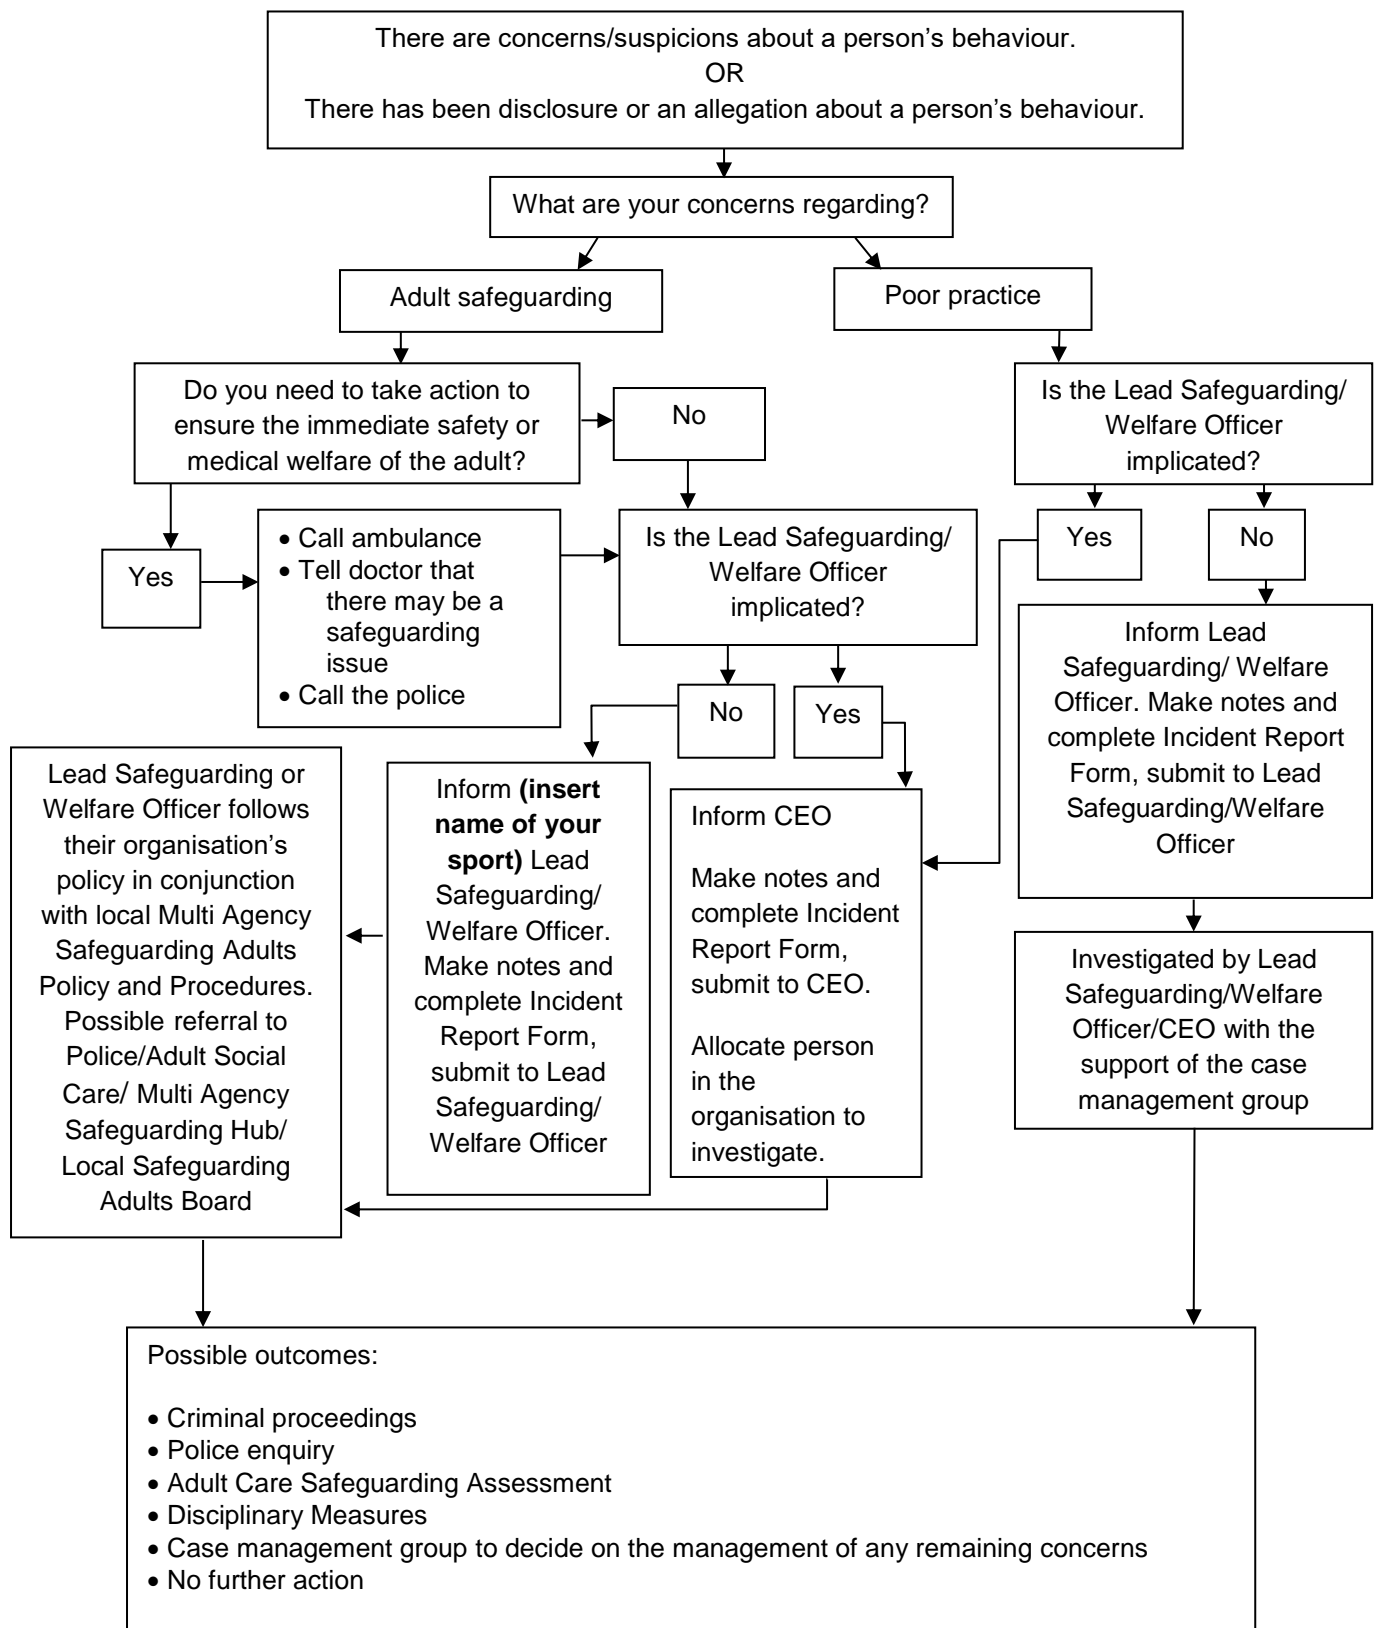 There are concerns/suspicions about a person’s behaviour.
OR
There has been disclosure or an allegation about a person’s behaviour.
What are your concerns regarding?
Adult safeguarding
Poor practice
Do you need to take action to
ensure the immediate safety or
medical welfare of the adult?
No
Is the Lead Safeguarding/
Welfare Officer
implicated?
Yes
• Call ambulance
• Tell doctor that
there may be a
safeguarding
issue
• Call the police
Is the Lead Safeguarding/
Welfare Officer
implicated?
Yes
No
No
Yes
Inform Lead
Safeguarding/ Welfare
Officer. Make notes and
complete Incident Report
Form, submit to Lead
Safeguarding/Welfare
Officer
Lead Safeguarding or
Welfare Officer follows
their organisation’s
policy in conjunction
with local Multi Agency
Safeguarding Adults
Policy and Procedures.
Possible referral to
Police/Adult Social
Care/ Multi Agency
Safeguarding Hub/
Local Safeguarding
Adults Board
Inform (insert
name of your
sport) Lead
Safeguarding/
Welfare Officer.
Make notes and
complete Incident
Report Form,
submit to Lead
Safeguarding/
Welfare Officer
Inform CEO
Make notes and
complete Incident
Report Form,
submit to CEO.
Allocate person
in the
organisation to
investigate.
Investigated by Lead
Safeguarding/Welfare
Officer/CEO with the
support of the case
management group
Possible outcomes:
• Criminal proceedings
• Police enquiry
• Adult Care Safeguarding Assessment
• Disciplinary Measures
• Case management group to decide on the management of any remaining concerns
• No further action